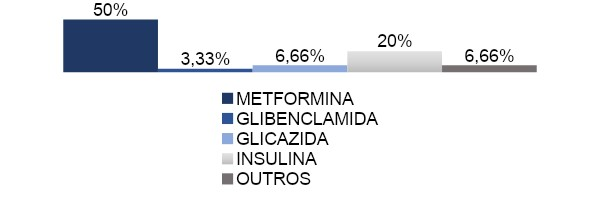 50%
3,33%
6,66%
20%
6,66%
METFORMINA
GLIBENCLAMIDA
GLICAZIDA
INSULINA
OUTROS